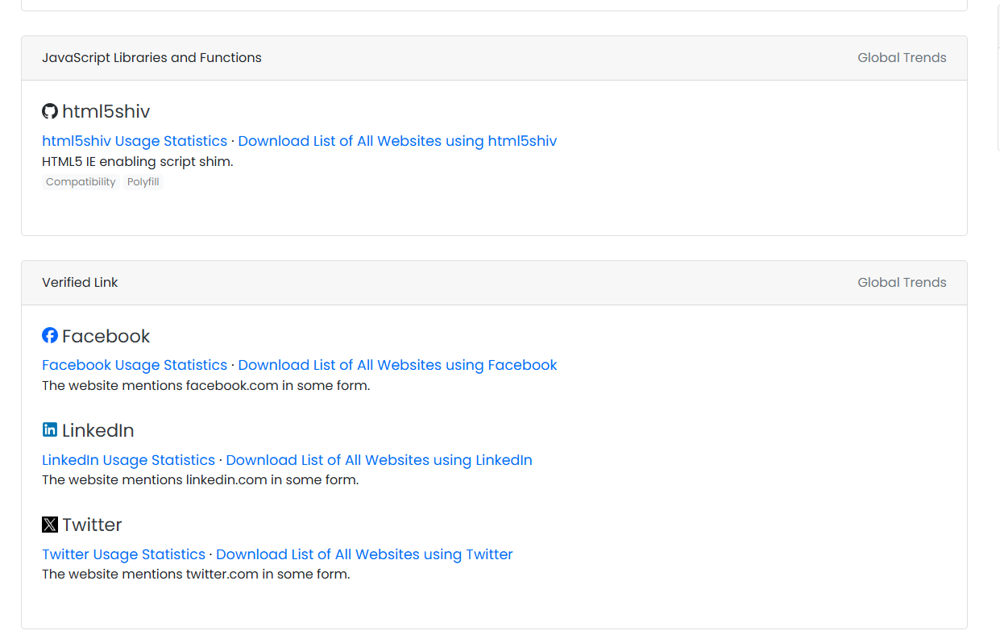 JavaScript Libraries and Functions Global Trends
html5shiv
html5shiv Usage Statistics · Download List of All Websites using html5shiv
HTML5 IE enabling script shim.
Compatibility Polyfill
Verified Link Global Trends
Facebook
Facebook Usage Statistics · Download List of All Websites using Facebook
The website mentions facebook.com in some form.
LinkedIn
LinkedIn Usage Statistics · Download List of All Websites using LinkedIn
The website mentions linkedin.com in some form.
Twitter
Twitter Usage Statistics · Download List of All Websites using Twitter
The website mentions twitter.com in some form.